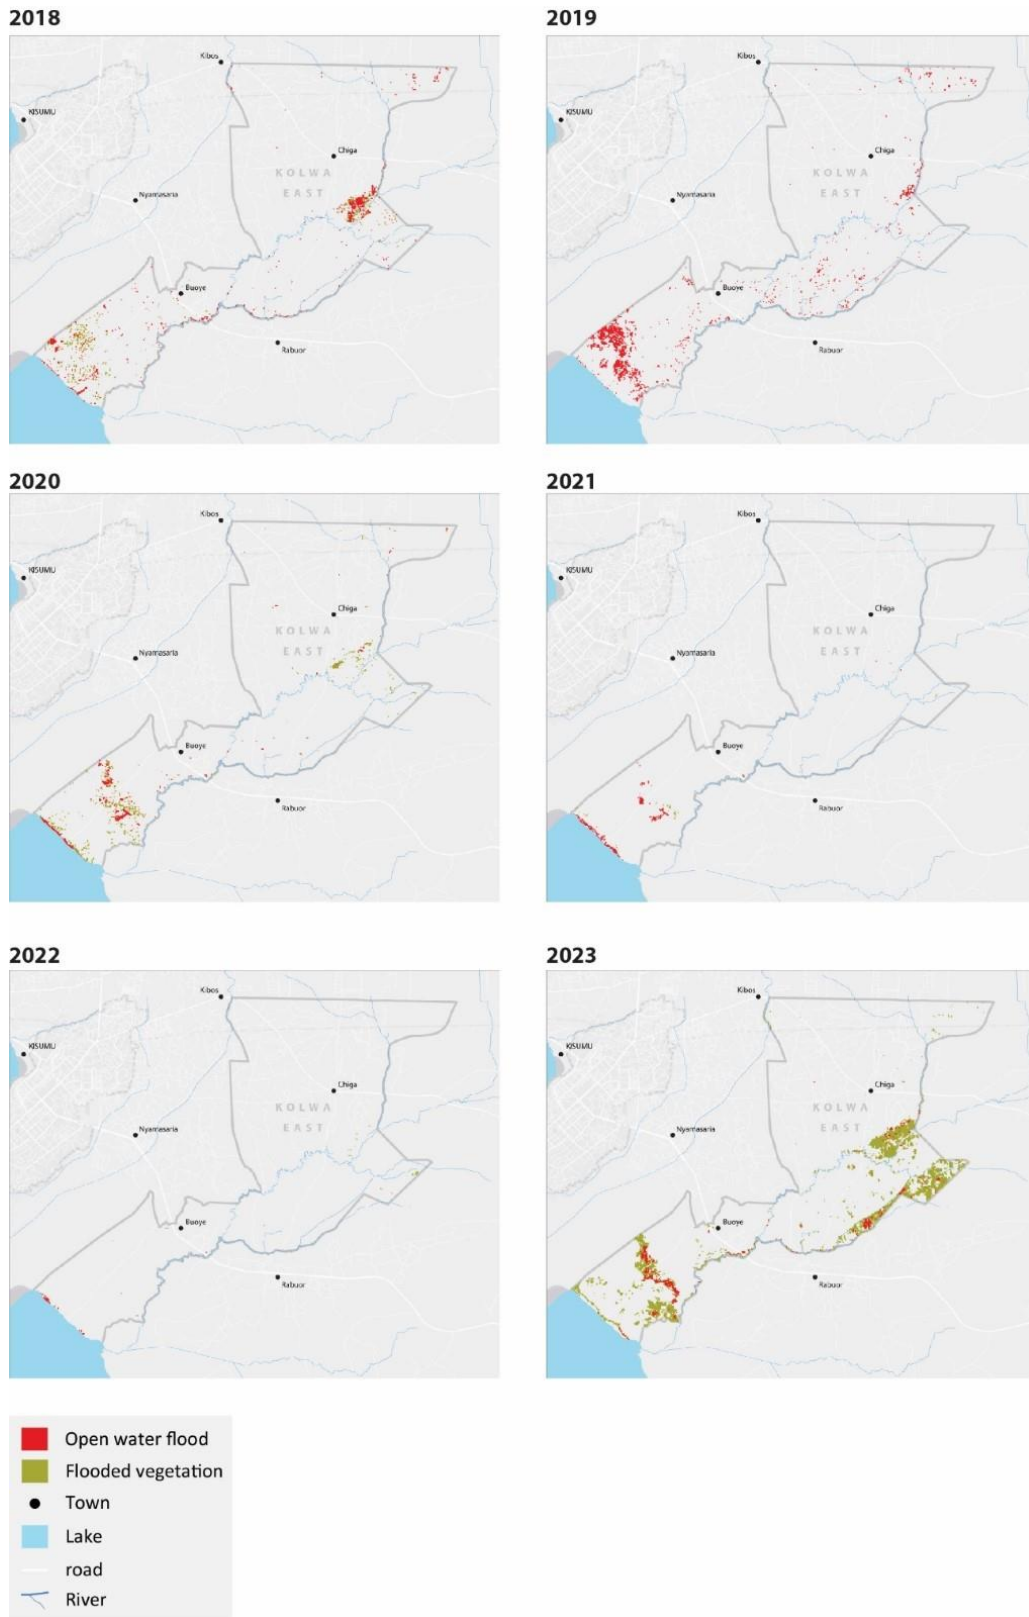 2018
2019
Kibos
KISUMU
Chiga
KOLWA
EAST
Nyamasaria
Buoye
Rabuor
Kibos
KISUMU
Chiga
KOLWA
EAST
Nyamasaria
Buoye
Rabuor
2020
2021
Kibos
KISUMU
Chiga
KOLWA
EAST
Nyamasaria
Buoye
Rabuor
Kibos
KISUMU
Chiga
KOLWA
EAST
Nyamasaria
Buoye
Rabuor
2022
2023
Kibos
KISUMU
Chiga
KOLWA
EAST
Nyamasaria
Buoye
Rabuor
Kibos
KISUMU
Chiga
KOLWA
EAST
Nyamasaria
Buoye
Rabuor
Open water flood
Flooded vegetation
Town
Lake
road
River